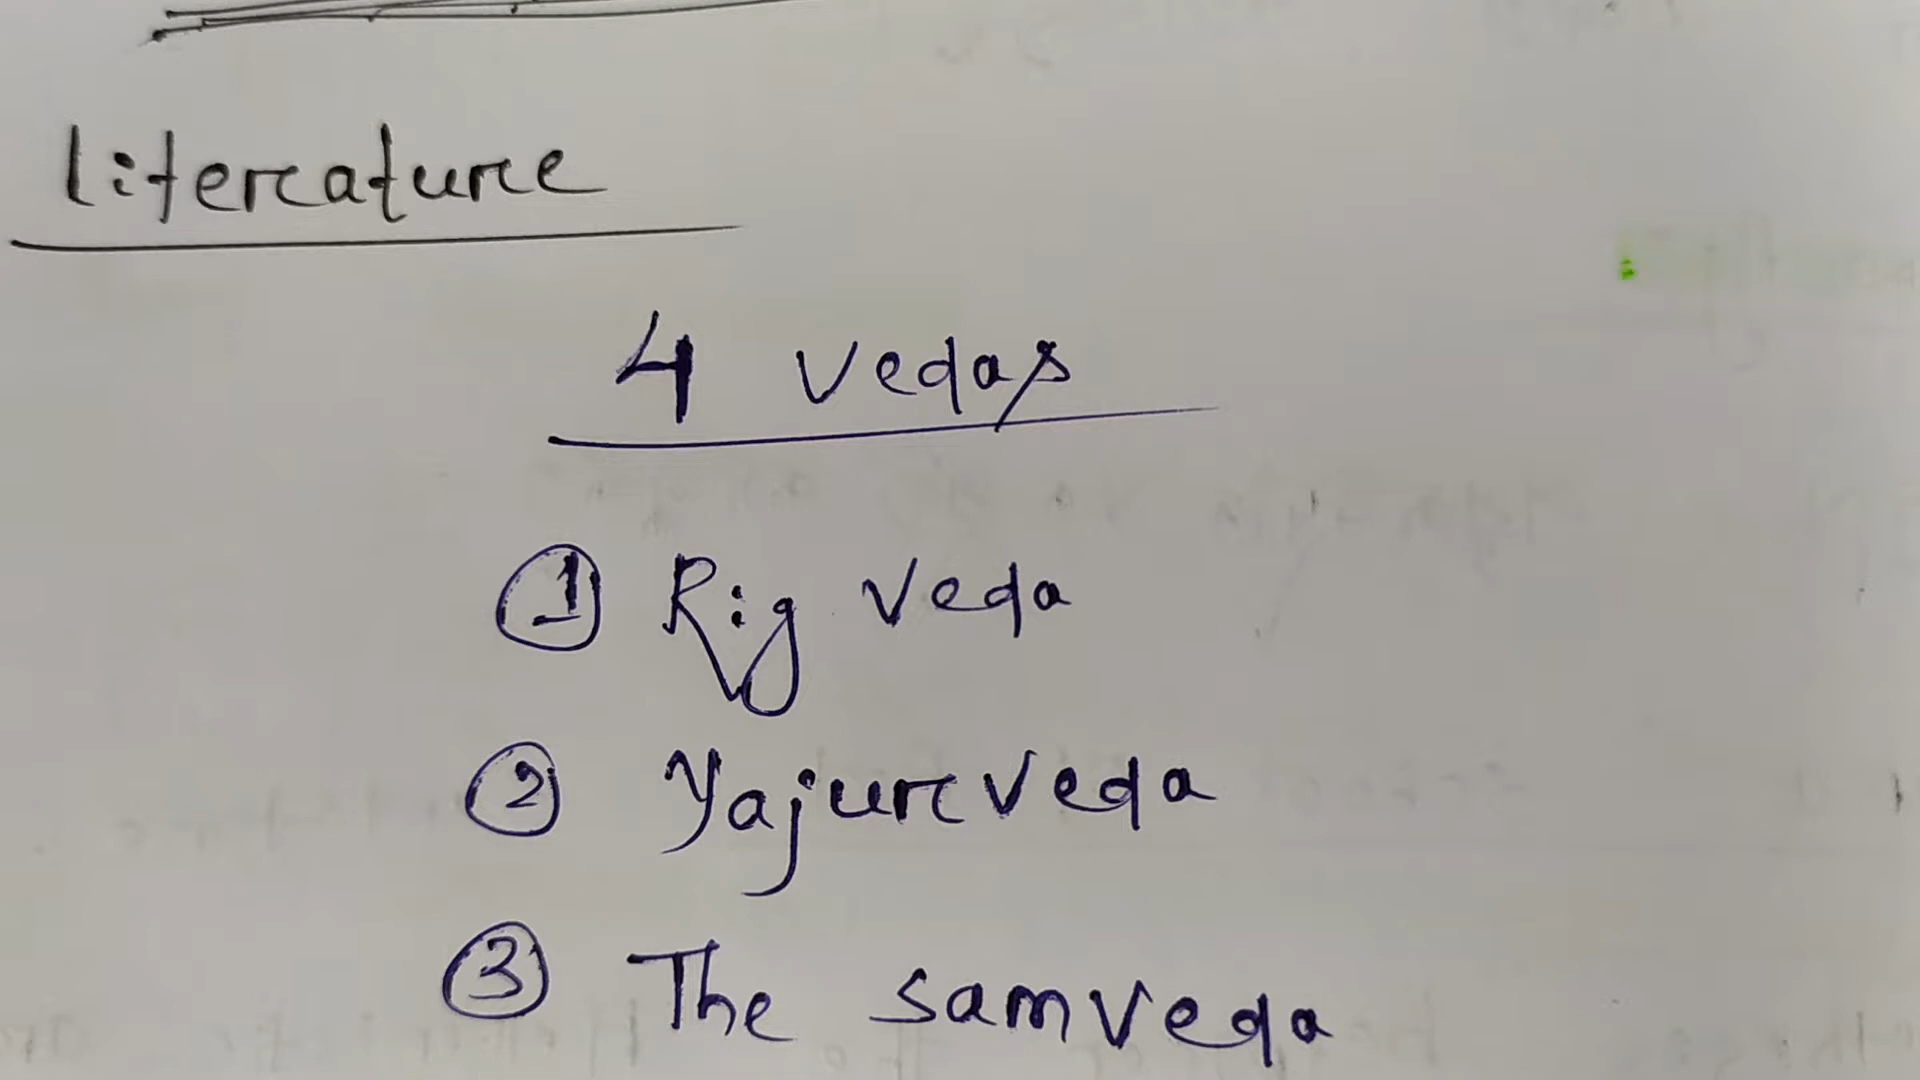 Literature
4 Vedas
① Rig Veda
② Yajurveda
③ The samveda